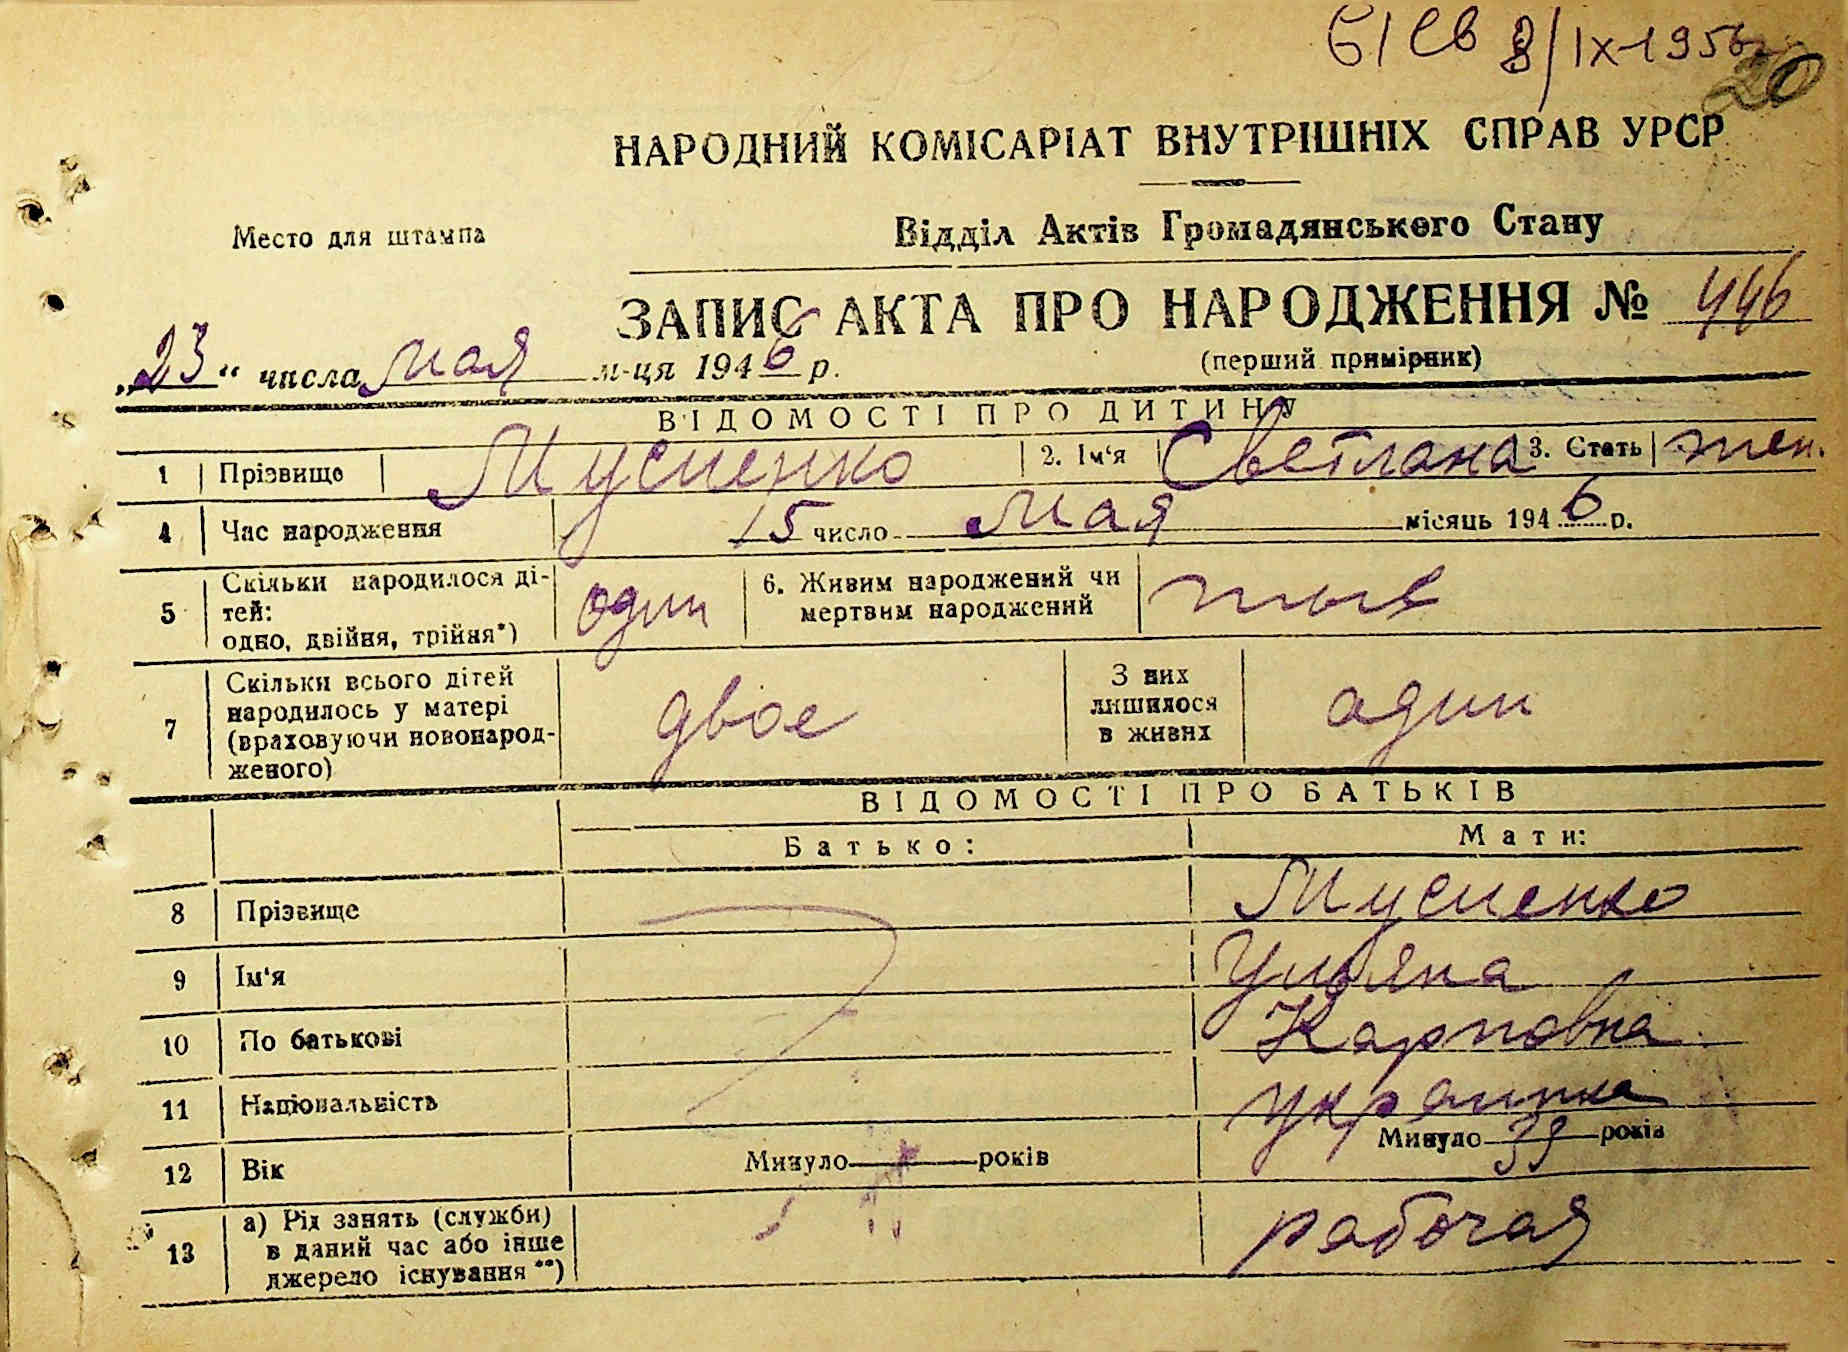 Б/св 8/IX-1956
20
НАРОДНИЙ КОМІСАРІАТ ВНУТРІШНІХ СПРАВ УРСР
Место для штампа
Відділ Актів Громадянського Стану
ЗАПИС АКТА ПРО НАРОДЖЕННЯ № 446
„23“ числа мая м-ця 1946 р.
(перший примірник)
ВІДОМОСТІ ПРО ДИТИНУ
1 Прізвище Мусиенко 2. Ім‘я Светлана 3. Стать жен.
4 Час народження 15 число мая місяць 1946 р.
5 Скільки народилося ді-
тей:
одно, двійня, трійня*) один 6. Живим народжений чи
мертвим народжений жив
7 Скільки всього дітей
народилось у матері
(враховуючи новонарод-
женого) двое З них
лишилося
в живих один
ВІДОМОСТІ ПРО БАТЬКІВ
Батько: Мати:
8 Прізвище Мусиенко
9 Ім‘я Ульяна
10 По батькові Карповна
11 Національність украинка
12 Вік Минуло років Минуло 39 років
13 а) Рід занять (служби)
в даний час або інше
джерело існування**) рабочая